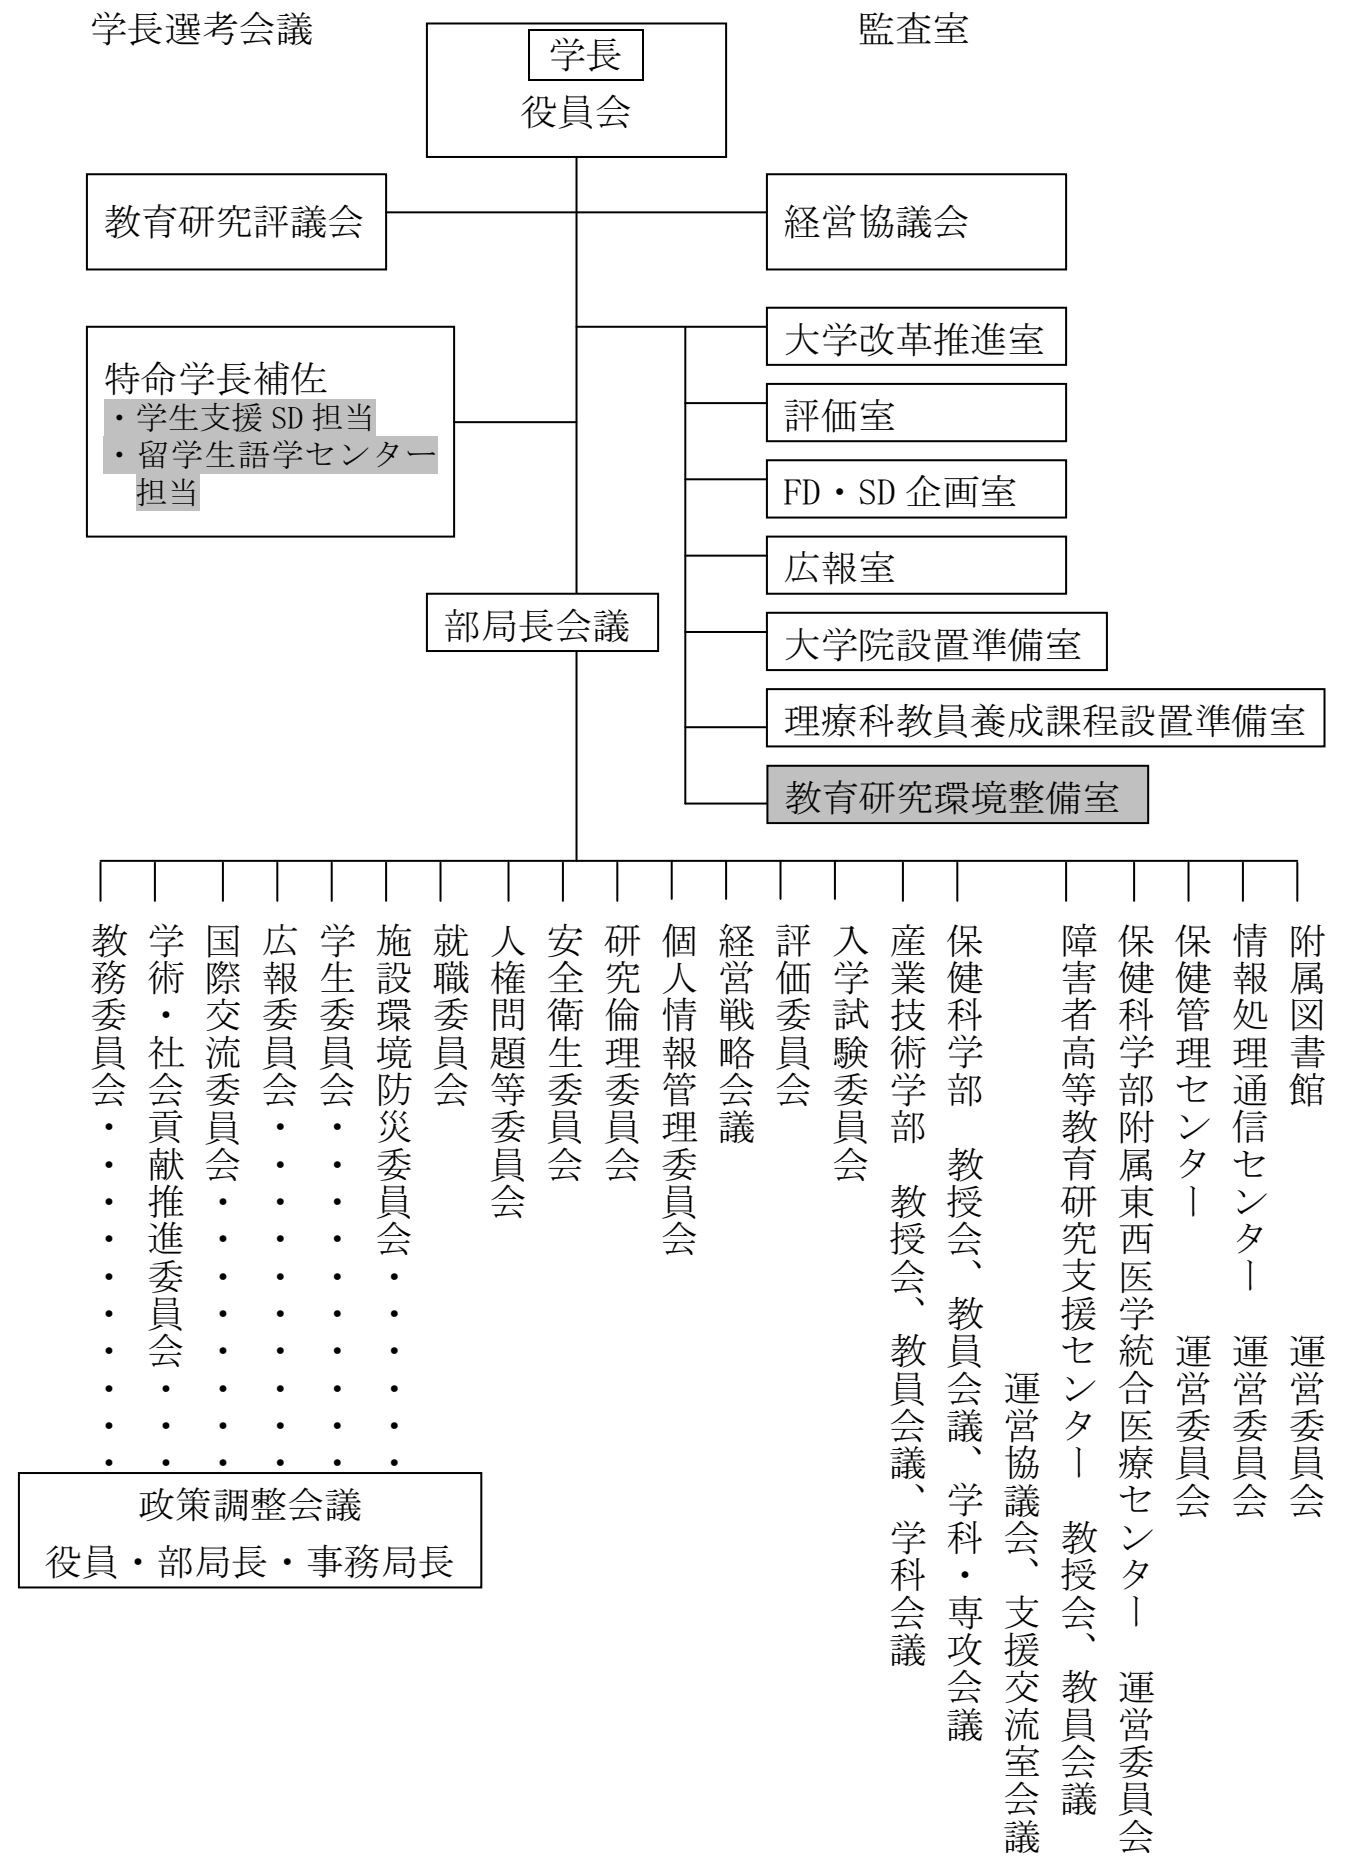 学長選考会議
監査室
学長
役員会
教育研究評議会
経営協議会
大学改革推進室
特命学長補佐
・学生支援 SD 担当
・留学生語学センター
担当
評価室
FD・SD 企画室
広報室
部局長会議
大学院設置準備室
理療科教員養成課程設置準備室
教育研究環境整備室
教務委員会・・・・・・・・・・
学術・社会貢献推進委員会・・・
国際交流委員会・・・・・・・・
広報委員会・・・・・・・・・・
学生委員会・・・・・・・・・・
施設環境防災委員会・・・・・・
就職委員会
人権問題等委員会
安全衛生委員会
研究倫理委員会
個人情報管理委員会
経営戦略会議
評価委員会
入学試験委員会
産業技術学部　教授会、教員会議、学科会議
保健科学部　教授会、教員会議、学科・専攻会議
障害者高等教育研究支援センター　教授会、教員会議
運営協議会、支援交流室会議
保健科学部附属東西医学統合医療センター　運営委員会
保健管理センター　運営委員会
情報処理通信センター　運営委員会
附属図書館　運営委員会
政策調整会議
役員・部局長・事務局長